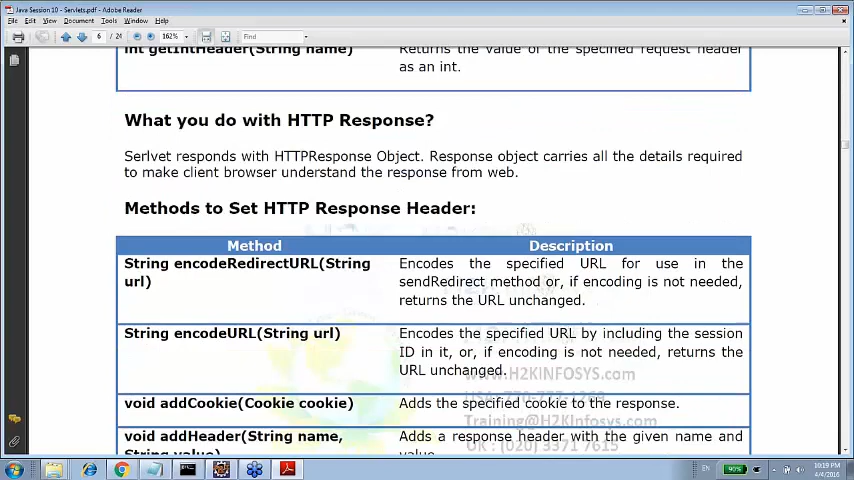 Java Session 10 - Servlets.pdf - Adobe Reader
File Edit View Document Tools Window Help
6 / 24 162% Find
int getIntHeader(String name) Returns the value of the specified request header
as an int.
What you do with HTTP Response?
Serlvet responds with HTTPResponse Object. Response object carries all the details required
to make client browser understand the response from web.
Methods to Set HTTP Response Header:
Method Description
String encodeRedirectURL(String Encodes the specified URL for use in the
url) sendRedirect method or, if encoding is not needed,
returns the URL unchanged.
String encodeURL(String url) Encodes the specified URL by including the session
ID in it, or, if encoding is not needed, returns the
URL unchanged.
www.H2KINFOSYS.com
void addCookie(Cookie cookie) Adds the specified cookie to the response.
Training@H2KInfosys.com
void addHeader(String name, Adds a response header with the given name and
UK : (020) 3371 7615
String value) value.
EN 90% 10:19 PM
4/4/2016